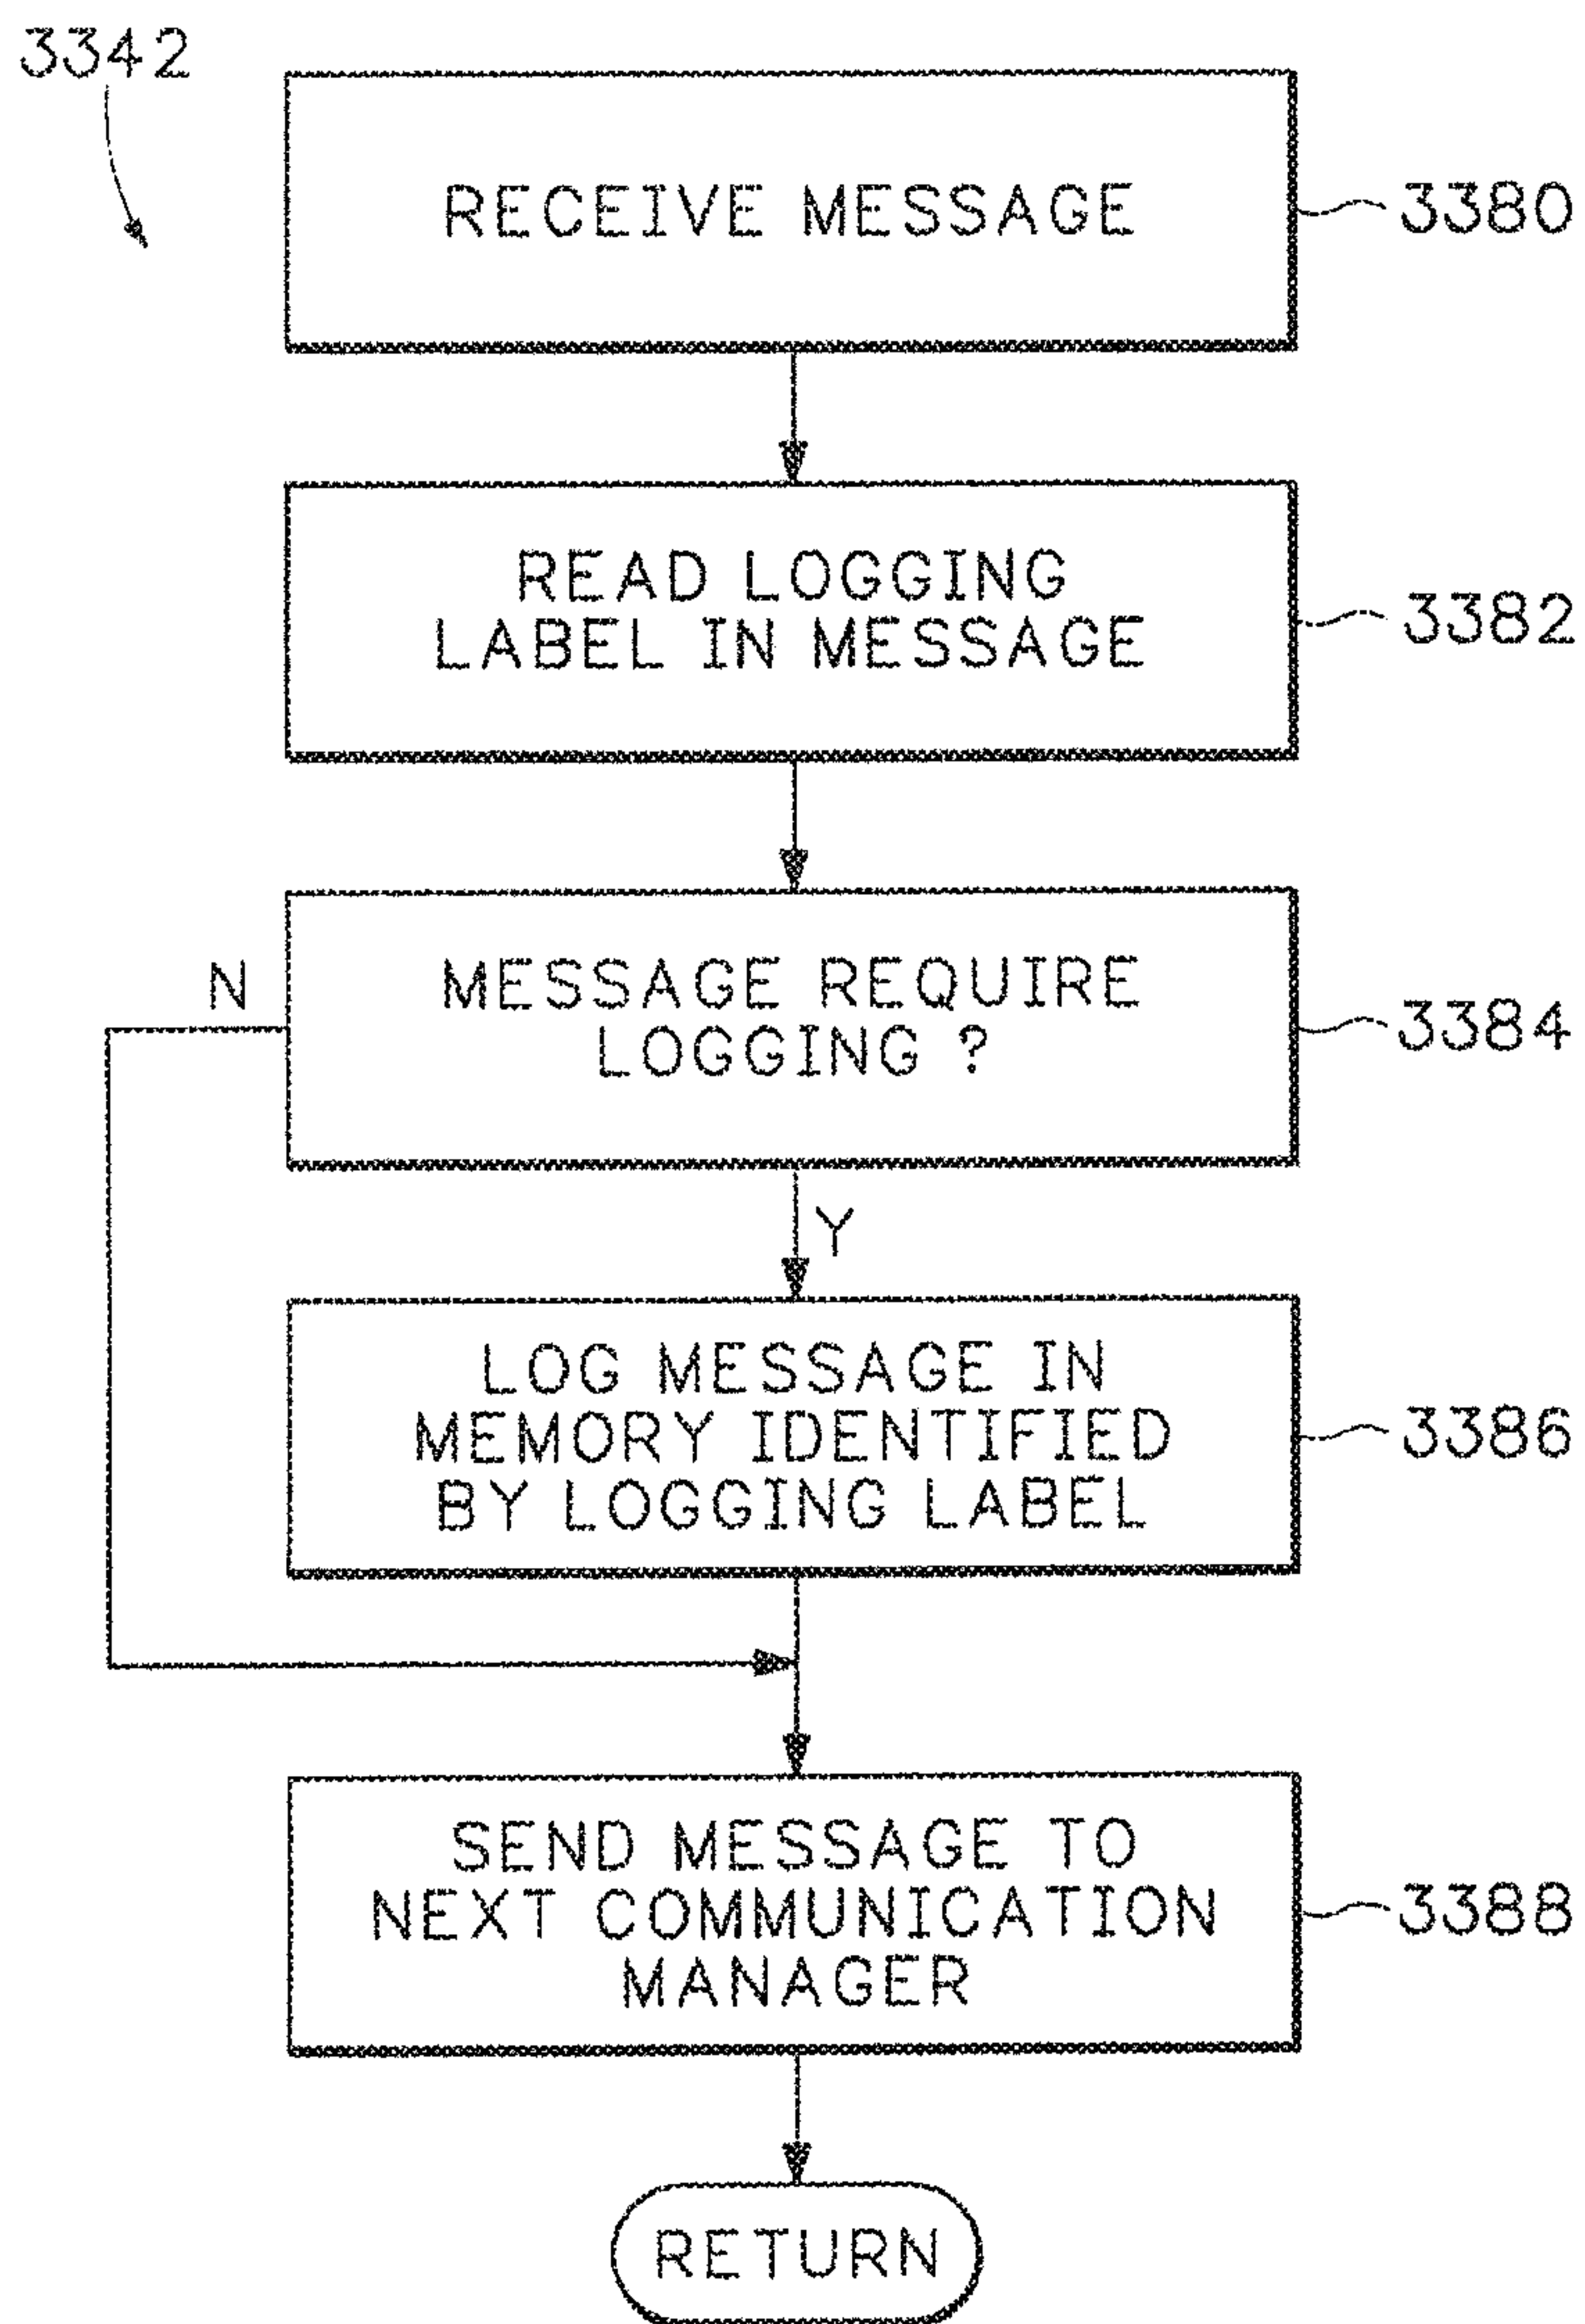 3342
RECEIVE MESSAGE
3380
READ LOGGING
LABEL IN MESSAGE
3382
MESSAGE REQUIRE
LOGGING ?
3384
N
Y
LOG MESSAGE IN
MEMORY IDENTIFIED
BY LOGGING LABEL
3386
SEND MESSAGE TO
NEXT COMMUNICATION
MANAGER
3388
RETURN